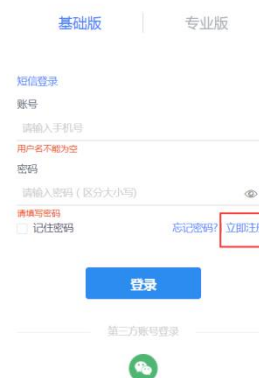 基础版 专业版
短信登录
账号
请输入手机号
用户名不能为空
密码
请输入密码（区分大小写)
请填写密码
记住密码 忘记密码? 立即注册
登录
第三方账号登录